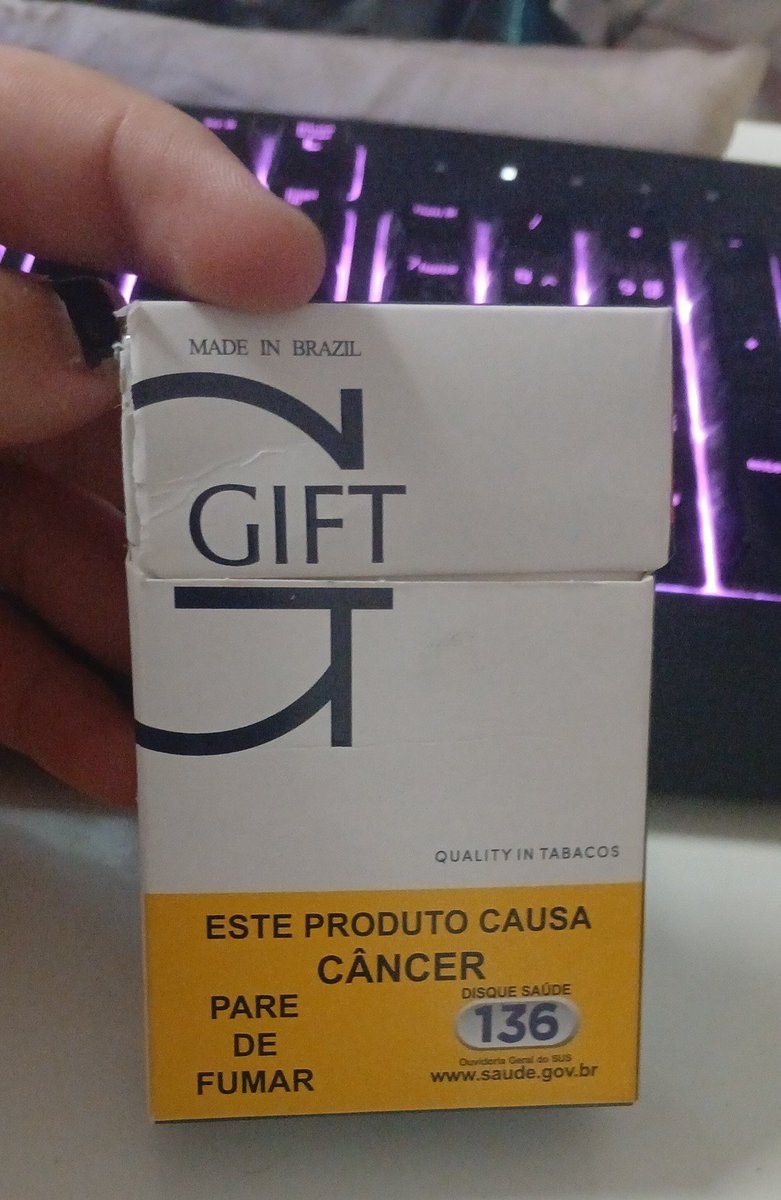 MADE IN BRAZIL
GIFT
QUALITY IN TABACOS
ESTE PRODUTO CAUSA
CÂNCER
PARE
DE
FUMAR
DISQUE SAÚDE
136
Ouvidoria Geral do SUS
www.saude.gov.br